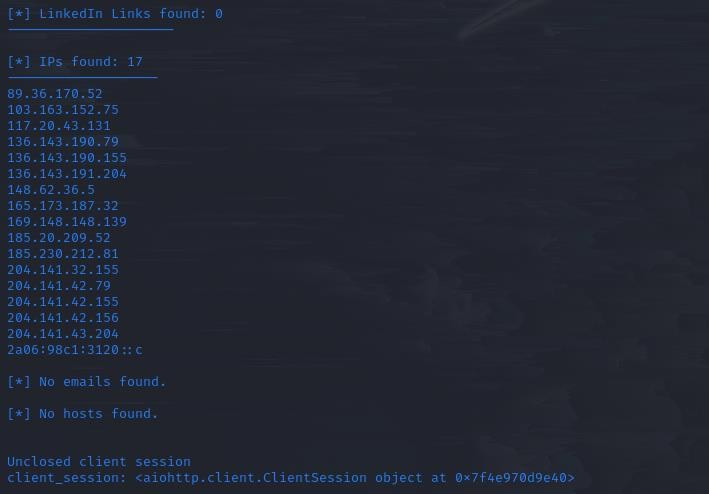 [*] LinkedIn Links found: 0
[*] IPs found: 17
89.36.170.52
103.163.152.75
117.20.43.131
136.143.190.79
136.143.190.155
136.143.191.204
148.62.36.5
165.173.187.32
169.148.148.139
185.20.209.52
185.230.212.81
204.141.32.155
204.141.42.79
204.141.42.155
204.141.42.156
204.141.43.204
2a06:98c1:3120::c
[*] No emails found.
[*] No hosts found.
Unclosed client session
client_session: <aiohttp.client.ClientSession object at 0x7f4e970d9e40>